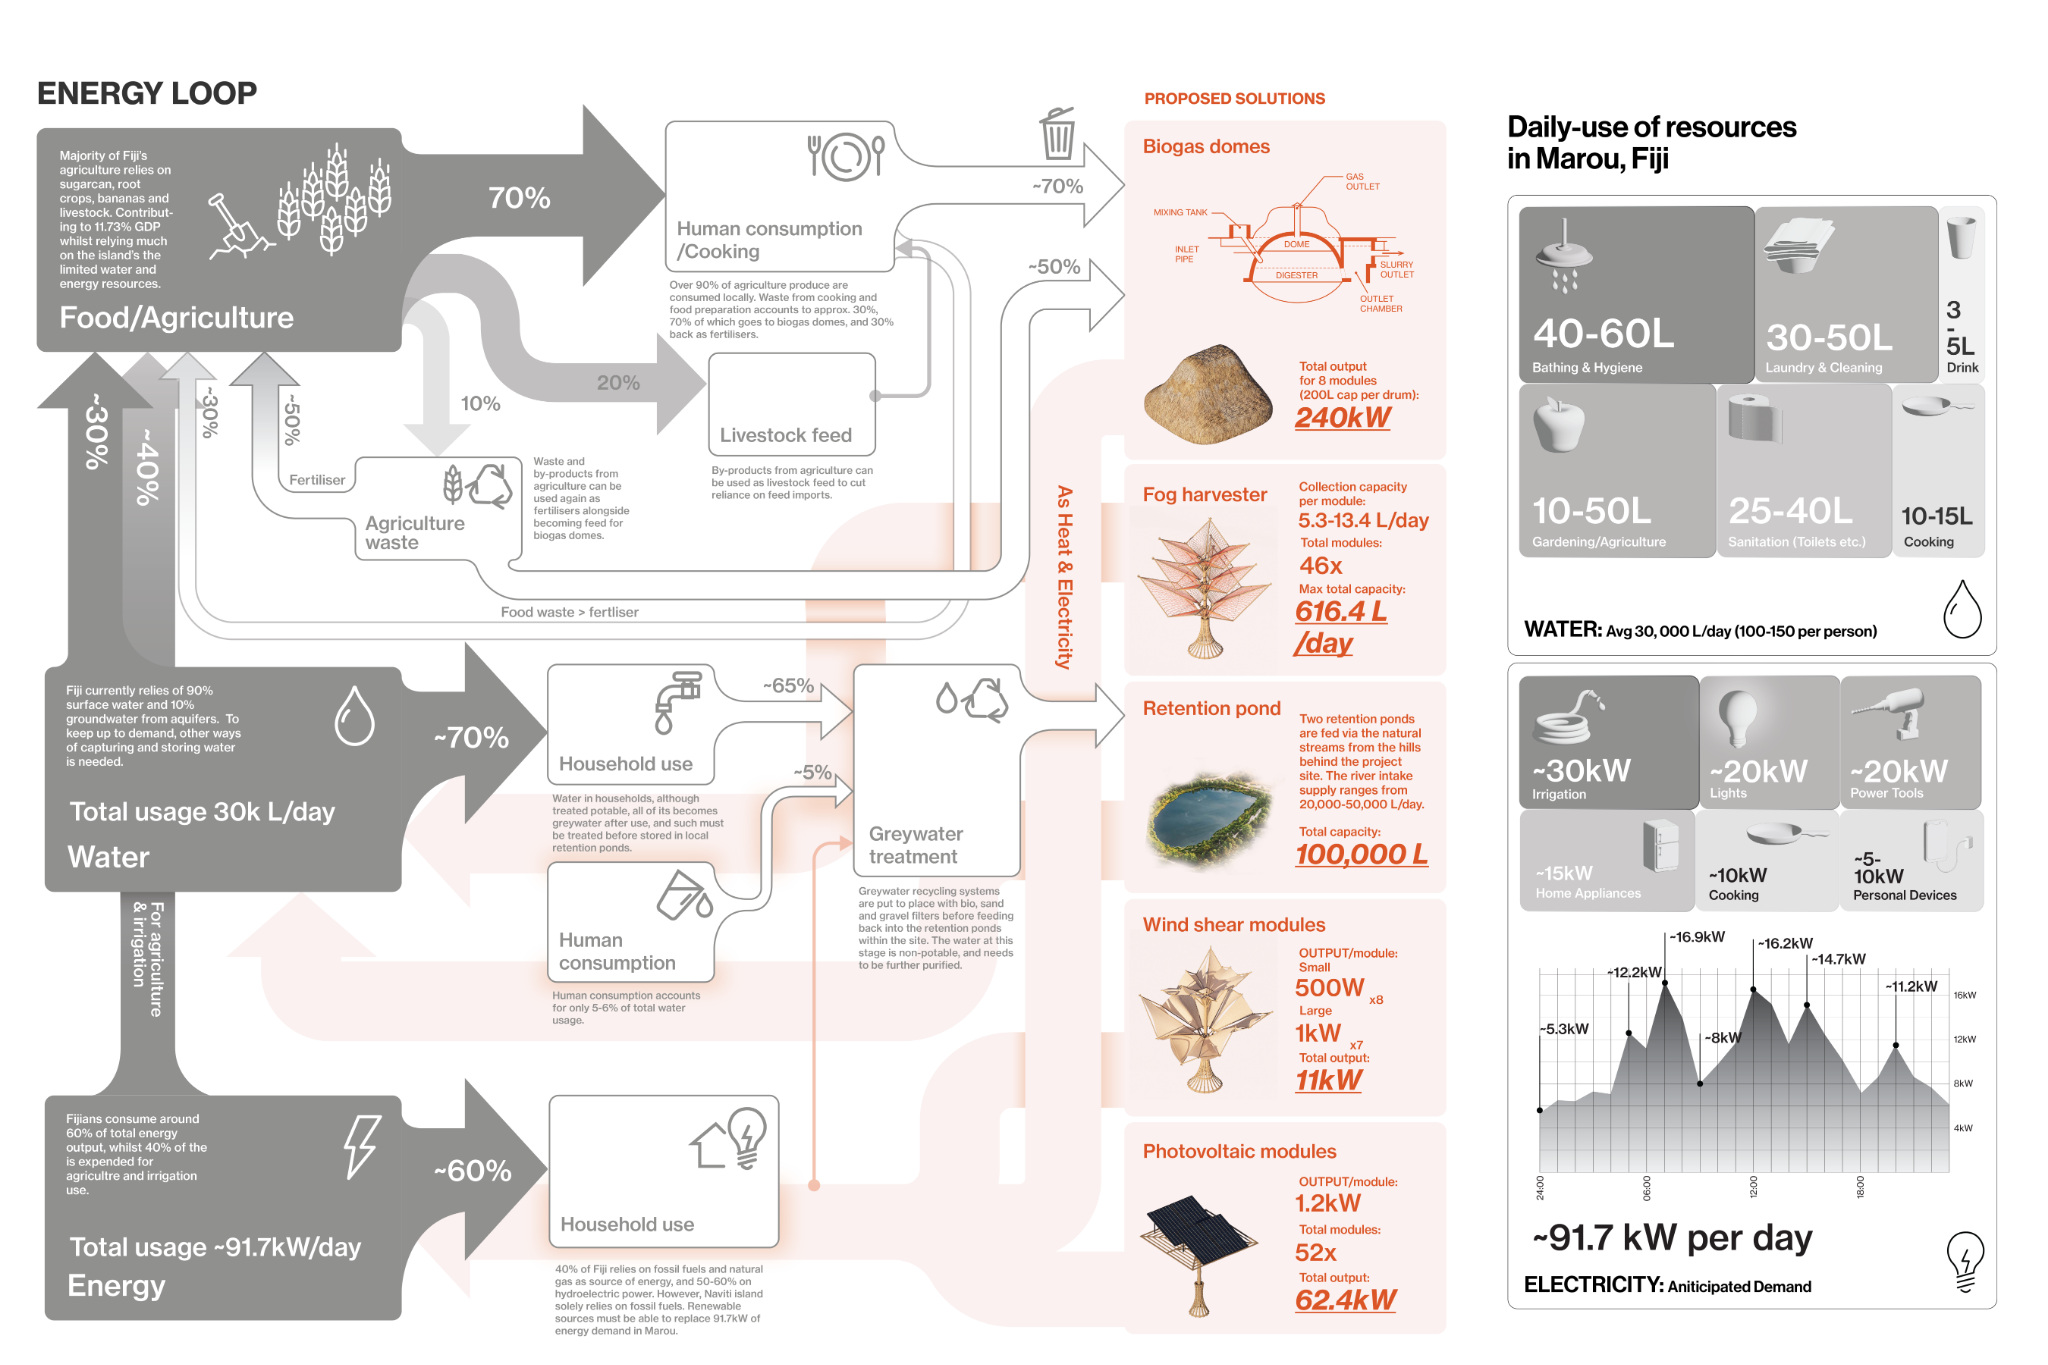 ENERGY LOOP
Majority of Fiji's
agriculture relies on
sugarcan, root
crops, bananas and
livestock. Contribut-
ing to 11.73% GDP
whilst relying much
on the island's the
limited water and
energy resources.
Food/Agriculture
70%
20%
10%
~30%
~40%
~30%
~50%
Human consumption
/Cooking
Over 90% of agriculture produce are
consumed locally. Waste from cooking and
food preparation accounts to approx. 30%,
70% of which goes to biogas domes, and 30%
back as fertilisers.
~70%
~50%
Livestock feed
By-products from agriculture can
be used as livestock feed to cut
reliance on feed imports.
Fertiliser
Agriculture
waste
Waste and
by-products from
agriculture can be
used again as
fertilisers alongside
becoming feed for
biogas domes.
Food waste > fertliser
Fiji currently relies of 90%
surface water and 10%
groundwater from aquifers. To
keep up to demand, other ways
of capturing and storing water
is needed.
Total usage 30k L/day
Water
~70%
Household use
Water in households, although
treated potable, all of its becomes
greywater after use, and such must
be treated before stored in local
retention ponds.
~65%
~5%
Human
consumption
Human consumption accounts
for only 5-6% of total water
usage.
Greywater
treatment
Greywater recycling systems
are put to place with bio, sand
and gravel filters before feeding
back into the retention ponds
within the site. The water at this
stage is non-potable, and needs
to be further purified.
For agriculture
& irrigation
Fijians consume around
60% of total energy
output, whilst 40% of the
is expended for
agricultre and irrigation
use.
Total usage ~91.7kW/day
Energy
~60%
Household use
40% of Fiji relies on fossil fuels and natural
gas as source of energy, and 50-60% on
hydroelectric power. However, Naviti island
solely relies on fossil fuels. Renewable
sources must be able to replace 91.7kW of
energy demand in Marou.
As Heat & Electricity
PROPOSED SOLUTIONS
Biogas domes
GAS
OUTLET
MIXING TANK
INLET
PIPE
DOME
DIGESTER
SLURRY
OUTLET
OUTLET
CHAMBER
Total output
for 8 modules
(200L cap per drum):
240kW
Fog harvester
Collection capacity
per module:
5.3-13.4 L/day
Total modules:
46x
Max total capacity:
616.4 L
/day
Retention pond
Two retention ponds
are fed via the natural
streams from the hills
behind the project
site. The river intake
supply ranges from
20,000-50,000 L/day.
Total capacity:
100,000 L
Wind shear modules
OUTPUT/module:
Small
500W x8
Large
1kW x7
Total output:
11kW
Photovoltaic modules
OUTPUT/module:
1.2kW
Total modules:
52x
Total output:
62.4kW
Daily-use of resources
in Marou, Fiji
40-60L
Bathing & Hygiene
30-50L
Laundry & Cleaning
3
-
5L
Drink
10-50L
Gardening/Agriculture
25-40L
Sanitation (Toilets etc.)
10-15L
Cooking
WATER: Avg 30, 000 L/day (100-150 per person)
~30kW
Irrigation
~20kW
Lights
~20kW
Power Tools
~15kW
Home Appliances
~10kW
Cooking
~5-
10kW
Personal Devices
~5.3kW
~12.2kW
~16.9kW
~8kW
~16.2kW
~14.7kW
~11.2kW
16kW
12kW
8kW
4kW
24:00
06:00
12:00
18:00
~91.7 kW per day
ELECTRICITY: Aniticipated Demand